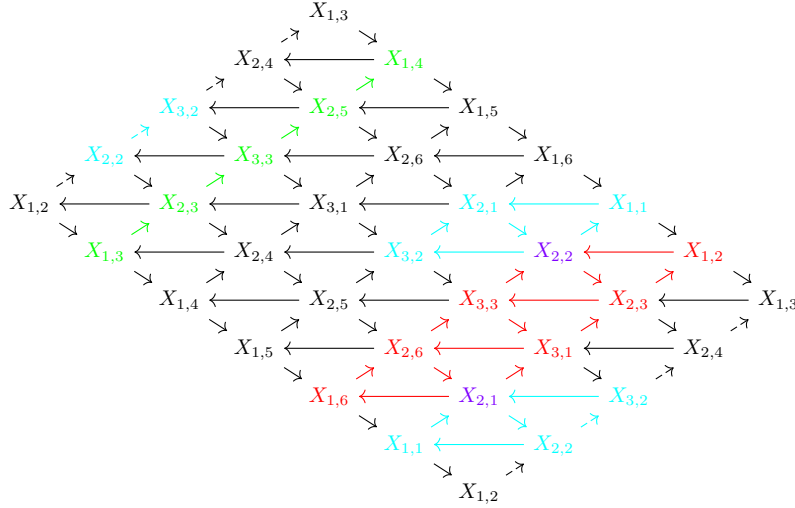 X_{1,3}
X_{2,4} X_{1,4}
X_{3,2} X_{2,5} X_{1,5}
X_{2,2} X_{3,3} X_{2,6} X_{1,6}
X_{1,2} X_{2,3} X_{3,1} X_{2,1} X_{1,1}
X_{1,3} X_{2,4} X_{3,2} X_{2,2} X_{1,2}
X_{1,4} X_{2,5} X_{3,3} X_{2,3} X_{1,3}
X_{1,5} X_{2,6} X_{3,1} X_{2,4}
X_{1,6} X_{2,1} X_{3,2}
X_{1,1} X_{2,2}
X_{1,2}